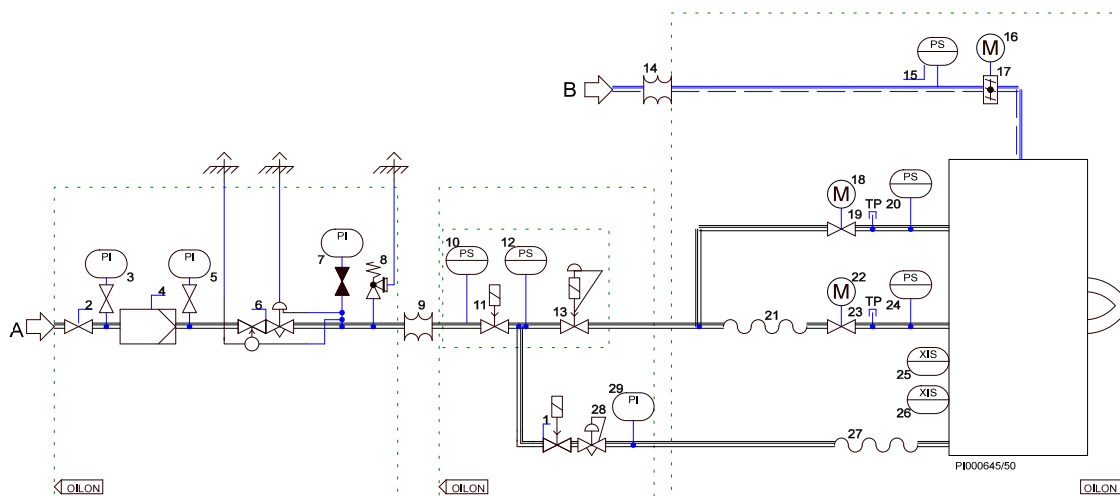 PS
M
16
15
17
14
B
M
18
19
TP
20
PS
PI
3
PI
5
PI
7
8
10
PS
12
PS
M
22
23
TP
24
PS
A
2
4
6
9
11
13
21
XIS
25
XIS
26
29
PI
1
28
27
PI000645/50
OILON
OILON
OILON